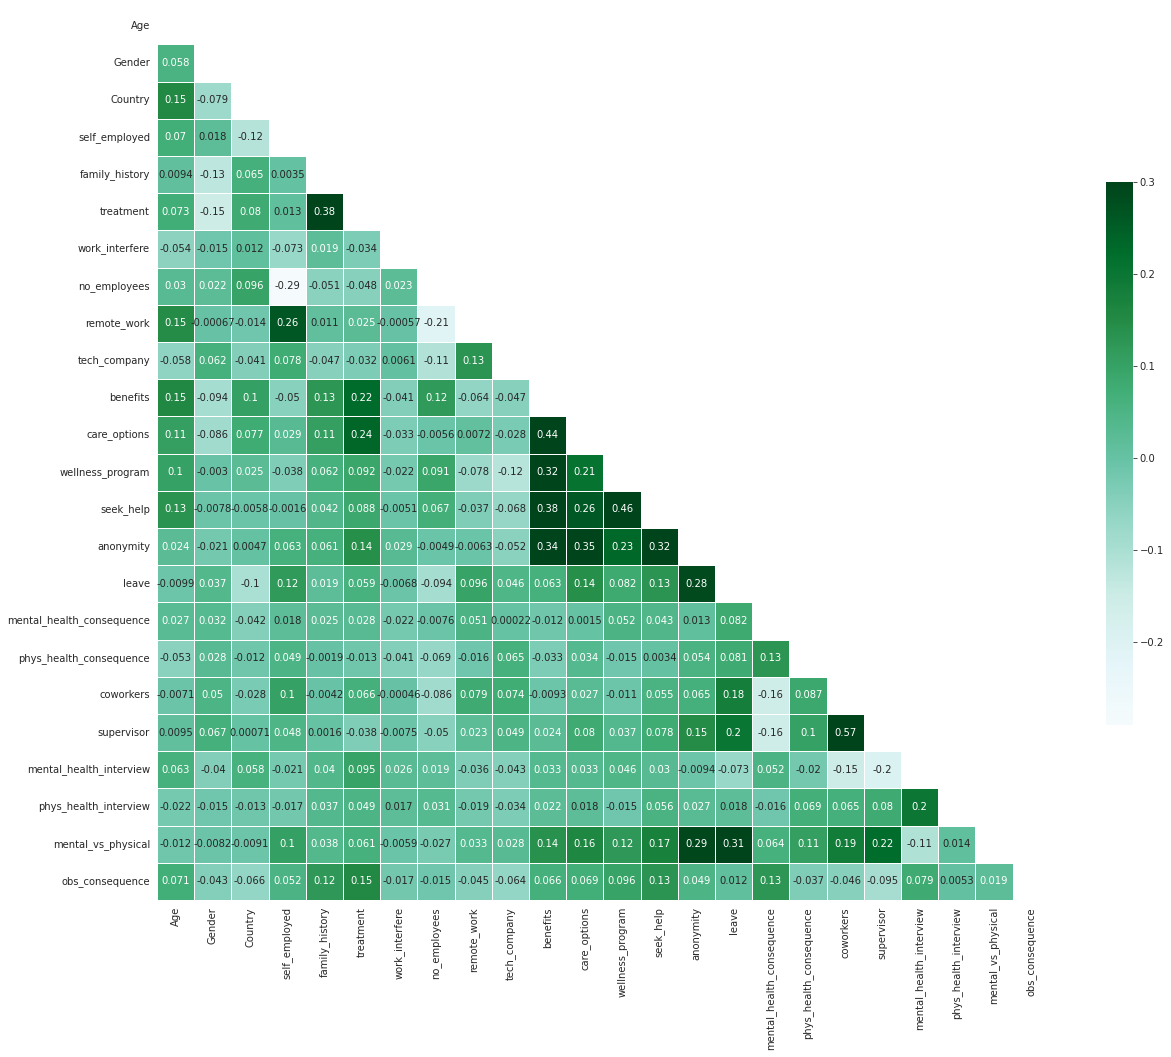 Age
Gender 0.058
Country 0.15 -0.079
self_employed 0.07 0.018 -0.12
family_history 0.0094 -0.13 0.065 0.0035
treatment 0.073 -0.15 0.08 0.013 0.38
work_interfere -0.054 -0.015 0.012 -0.073 0.019 -0.034
no_employees 0.03 0.022 0.096 -0.29 -0.051 -0.048 0.023
remote_work 0.15 -0.00067 -0.014 0.26 0.011 0.025 -0.00057 -0.21
tech_company -0.058 0.062 -0.041 0.078 -0.047 -0.032 0.0061 -0.11 0.13
benefits 0.15 -0.094 0.1 -0.05 0.13 0.22 -0.041 0.12 -0.064 -0.047
care_options 0.11 -0.086 0.077 0.029 0.11 0.24 -0.033 -0.0056 0.0072 -0.028 0.44
wellness_program 0.1 -0.003 0.025 -0.038 0.062 0.092 -0.022 0.091 -0.078 -0.12 0.32 0.21
seek_help 0.13 -0.0078 -0.0058 -0.0016 0.042 0.088 -0.0051 0.067 -0.037 -0.068 0.38 0.26 0.46
anonymity 0.024 -0.021 0.0047 0.063 0.061 0.14 0.029 -0.0049 -0.0063 -0.052 0.34 0.35 0.23 0.32
leave -0.0099 0.037 -0.1 0.12 0.019 0.059 -0.0068 -0.094 0.096 0.046 0.063 0.14 0.082 0.13 0.28
mental_health_consequence 0.027 0.032 -0.042 0.018 0.025 0.028 -0.022 -0.0076 0.051 0.00022 -0.012 0.0015 0.052 0.043 0.013 0.082
phys_health_consequence -0.053 0.028 -0.012 0.049 -0.0019 -0.013 -0.041 -0.069 -0.016 0.065 -0.033 0.034 -0.015 0.0034 0.054 0.081 0.13
coworkers -0.0071 0.05 -0.028 0.1 -0.0042 0.066 -0.00046 -0.086 0.079 0.074 -0.0093 0.027 -0.011 0.055 0.065 0.18 -0.16 0.087
supervisor 0.0095 0.067 0.00071 0.048 0.0016 -0.038 -0.0075 -0.05 0.023 0.049 0.024 0.08 0.037 0.078 0.15 0.2 -0.16 0.1 0.57
mental_health_interview 0.063 -0.04 0.058 -0.021 0.04 0.095 0.026 0.019 -0.036 -0.043 0.033 0.033 0.046 0.03 -0.0094 -0.073 0.052 -0.02 -0.15 -0.2
phys_health_interview -0.022 -0.015 -0.013 -0.017 0.037 0.049 0.017 0.031 -0.019 -0.034 0.022 0.018 -0.015 0.056 0.027 0.018 -0.016 0.069 0.065 0.08 0.2
mental_vs_physical -0.012 -0.0082 -0.0091 0.1 0.038 0.061 -0.0059 -0.027 0.033 0.028 0.14 0.16 0.12 0.17 0.29 0.31 0.064 0.11 0.19 0.22 -0.11 0.014
obs_consequence 0.071 -0.043 -0.066 0.052 0.12 0.15 -0.017 -0.015 -0.045 -0.064 0.066 0.069 0.096 0.13 0.049 0.012 0.13 -0.037 -0.046 -0.095 0.079 0.0053 0.019
Age
Gender
Country
self_employed
family_history
treatment
work_interfere
no_employees
remote_work
tech_company
benefits
care_options
wellness_program
seek_help
anonymity
leave
mental_health_consequence
phys_health_consequence
coworkers
supervisor
mental_health_interview
phys_health_interview
mental_vs_physical
obs_consequence
0.3
0.2
0.1
0.0
−0.1
−0.2